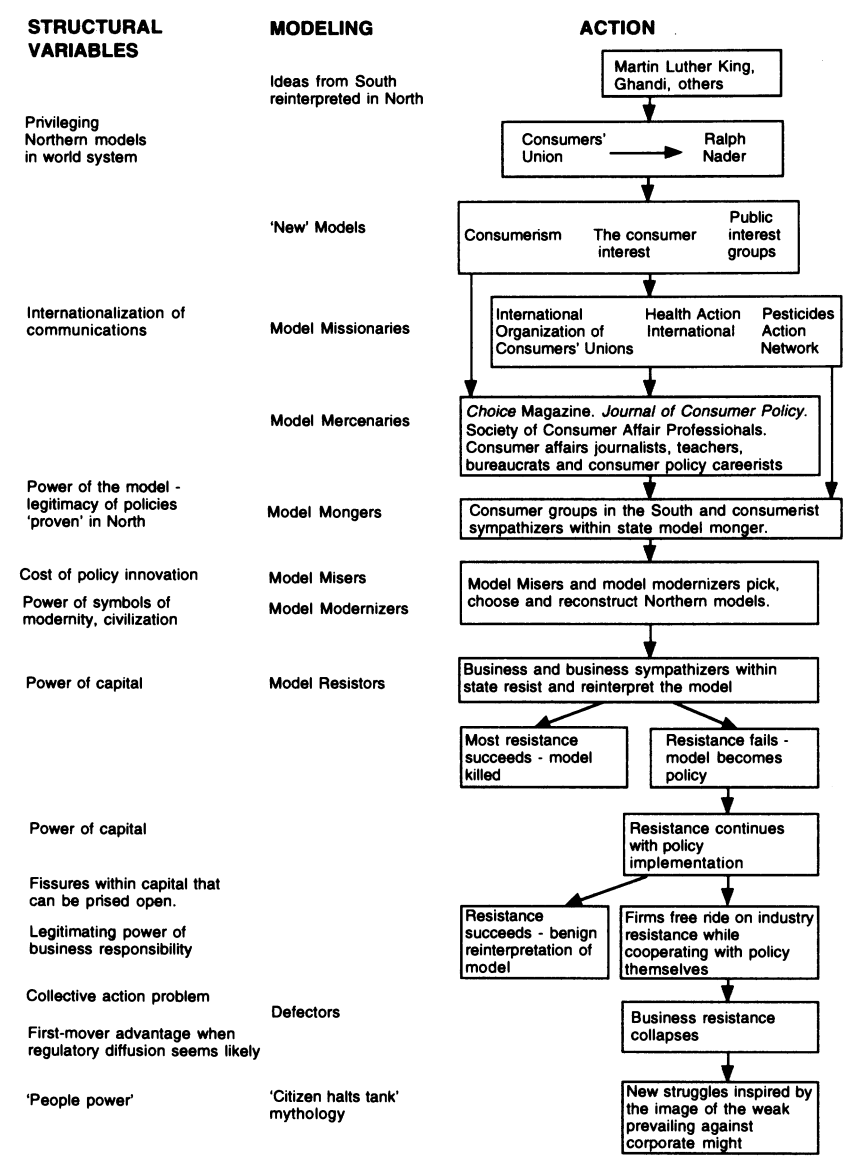 STRUCTURAL
VARIABLES
MODELING
ACTION
Ideas from South
reinterpreted in North
Martin Luther King,
Ghandi, others
Privileging
Northern models
in world system
Consumers'
Union
Ralph
Nader
'New' Models
Consumerism
The consumer
interest
Public
interest
groups
Internationalization of
communications
Model Missionaries
International
Organization of
Consumers' Unions
Health Action
International
Pesticides
Action
Network
Model Mercenaries
Choice Magazine. Journal of Consumer Policy.
Society of Consumer Affair Professionals.
Consumer affairs journalists, teachers,
bureaucrats and consumer policy careerists
Power of the model -
legitimacy of policies
'proven' in North
Model Mongers
Consumer groups in the South and consumerist
sympathizers within state model monger.
Cost of policy innovation
Model Misers
Power of symbols of
modernity, civilization
Model Modernizers
Model Misers and model modernizers pick,
choose and reconstruct Northern models.
Power of capital
Model Resistors
Business and business sympathizers within
state resist and reinterpret the model
Most resistance
succeeds - model
killed
Resistance fails -
model becomes
policy
Power of capital
Resistance continues
with policy
implementation
Fissures within capital that
can be prised open.
Legitimating power of
business responsibility
Resistance
succeeds - benign
reinterpretation of
model
Firms free ride on industry
resistance while
cooperating with policy
themselves
Collective action problem
Defectors
First-mover advantage when
regulatory diffusion seems likely
Business resistance
collapses
'People power'
'Citizen halts tank'
mythology
New struggles inspired by
the image of the weak
prevailing against
corporate might